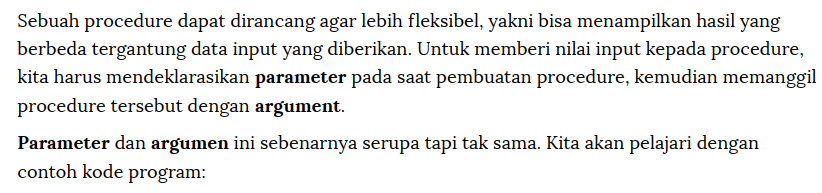 Sebuah procedure dapat dirancang agar lebih fleksibel, yakni bisa menampilkan hasil yang
berbeda tergantung data input yang diberikan. Untuk memberi nilai input kepada procedure,
kita harus mendeklarasikan parameter pada saat pembuatan procedure, kemudian memanggil
procedure tersebut dengan argument.
Parameter dan argumen ini sebenarnya serupa tapi tak sama. Kita akan pelajari dengan
contoh kode program: